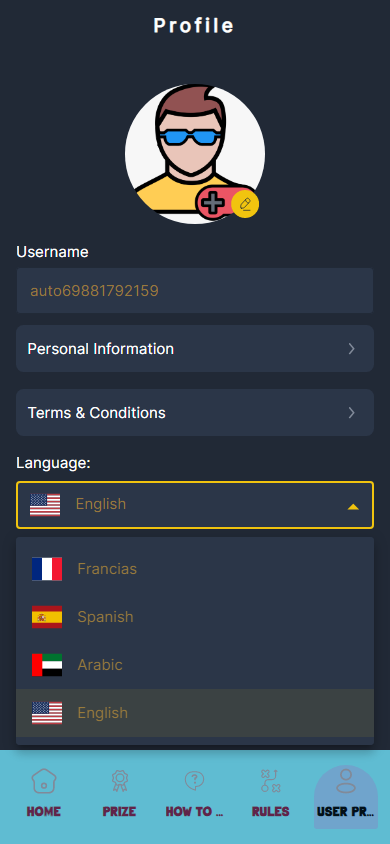 Profile
Username
auto69881792159
Personal Information
Terms & Conditions
Language:
English
Francias
Spanish
Arabic
English
HOME PRIZE HOW TO ... RULES USER PR...